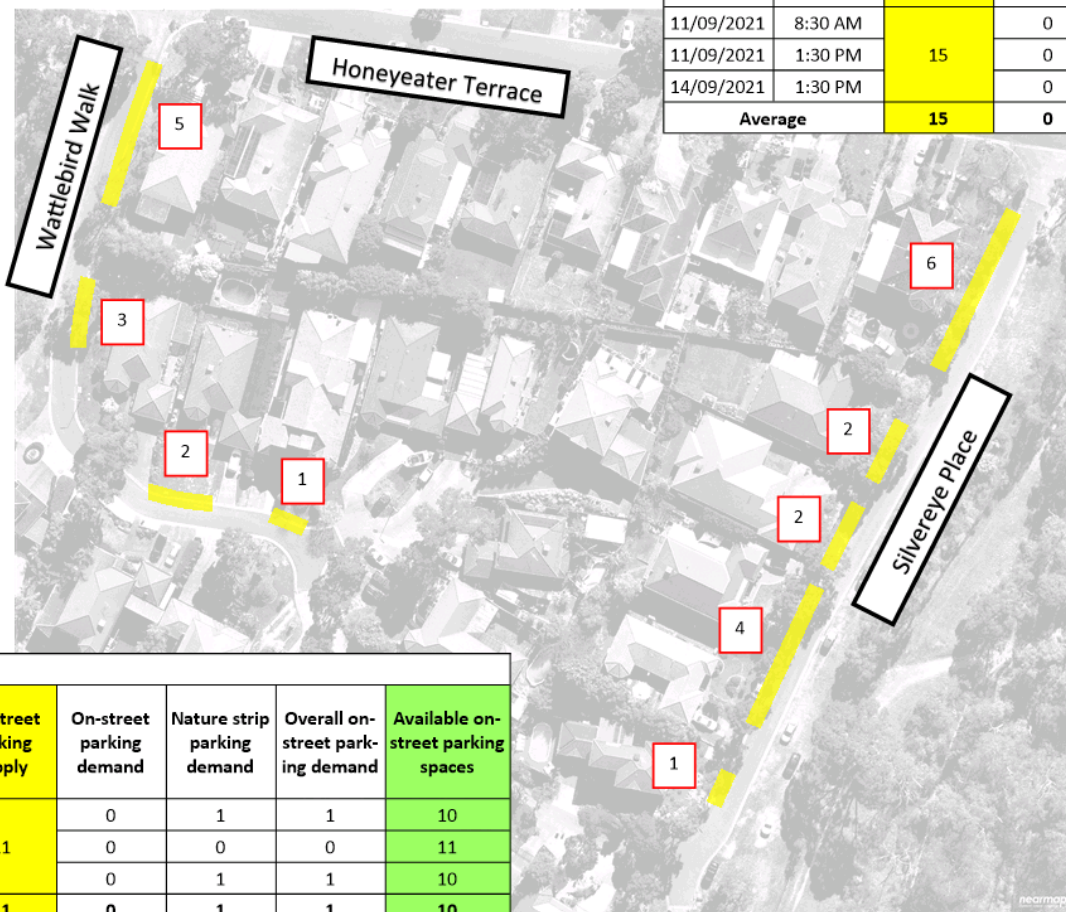 11/09/2021 8:30 AM 0
11/09/2021 1:30 PM 15 0
14/09/2021 1:30 PM 0
Average 15 0
Honeyeater Terrace
Wattlebird Walk
5
3
6
2
1
2
2
4
1
Silvereye Place
On-street Nature strip Overall on- Available on-
parking parking street park- street parking
demand demand ing demand spaces
0 1 1 10
0 0 0 11
0 1 1 10
0 1 1 10
nearmap